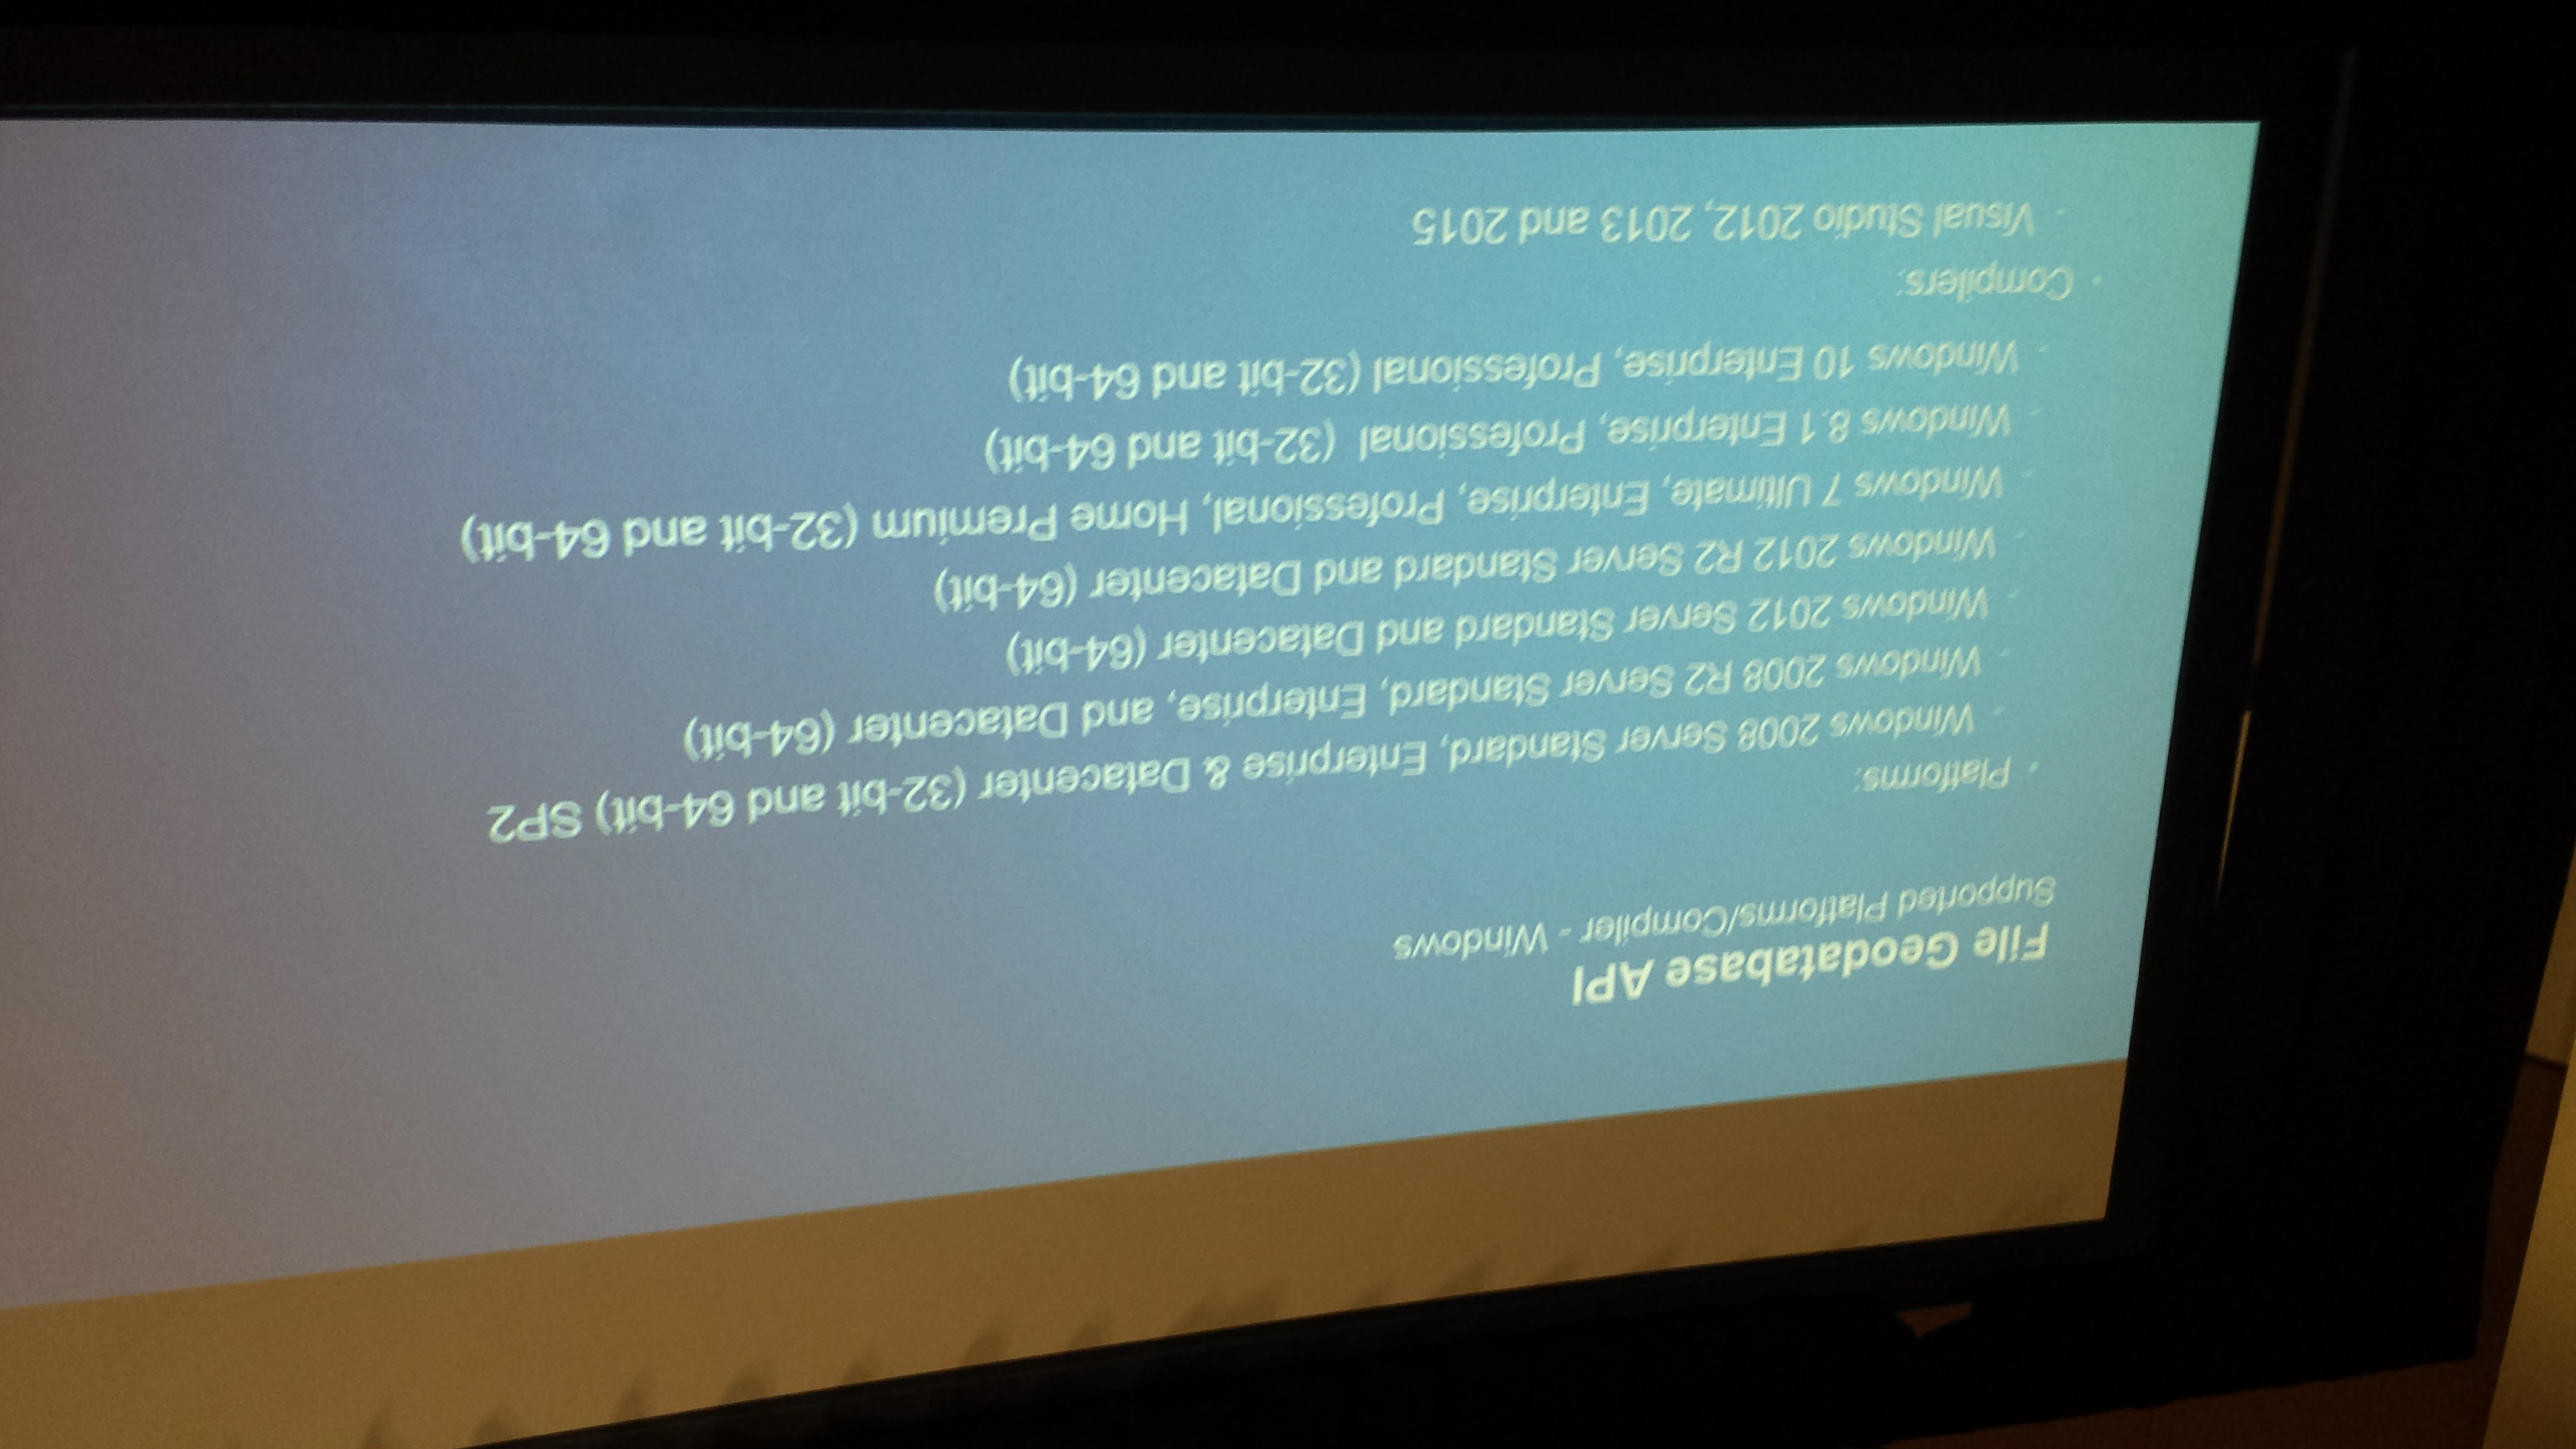 File Geodatabase API
Supported Platforms/Compiler - Windows
• Platforms:
- Windows 2008 Server Standard, Enterprise & Datacenter (32-bit and 64-bit) SP2
- Windows 2008 R2 Server Standard, Enterprise, and Datacenter (64-bit)
- Windows 2012 Server Standard and Datacenter (64-bit)
- Windows 2012 R2 Server Standard and Datacenter (64-bit)
- Windows 7 Ultimate, Enterprise, Professional, Home Premium (32-bit and 64-bit)
- Windows 8.1 Enterprise, Professional (32-bit and 64-bit)
- Windows 10 Enterprise, Professional (32-bit and 64-bit)
• Compilers:
- Visual Studio 2012, 2013 and 2015